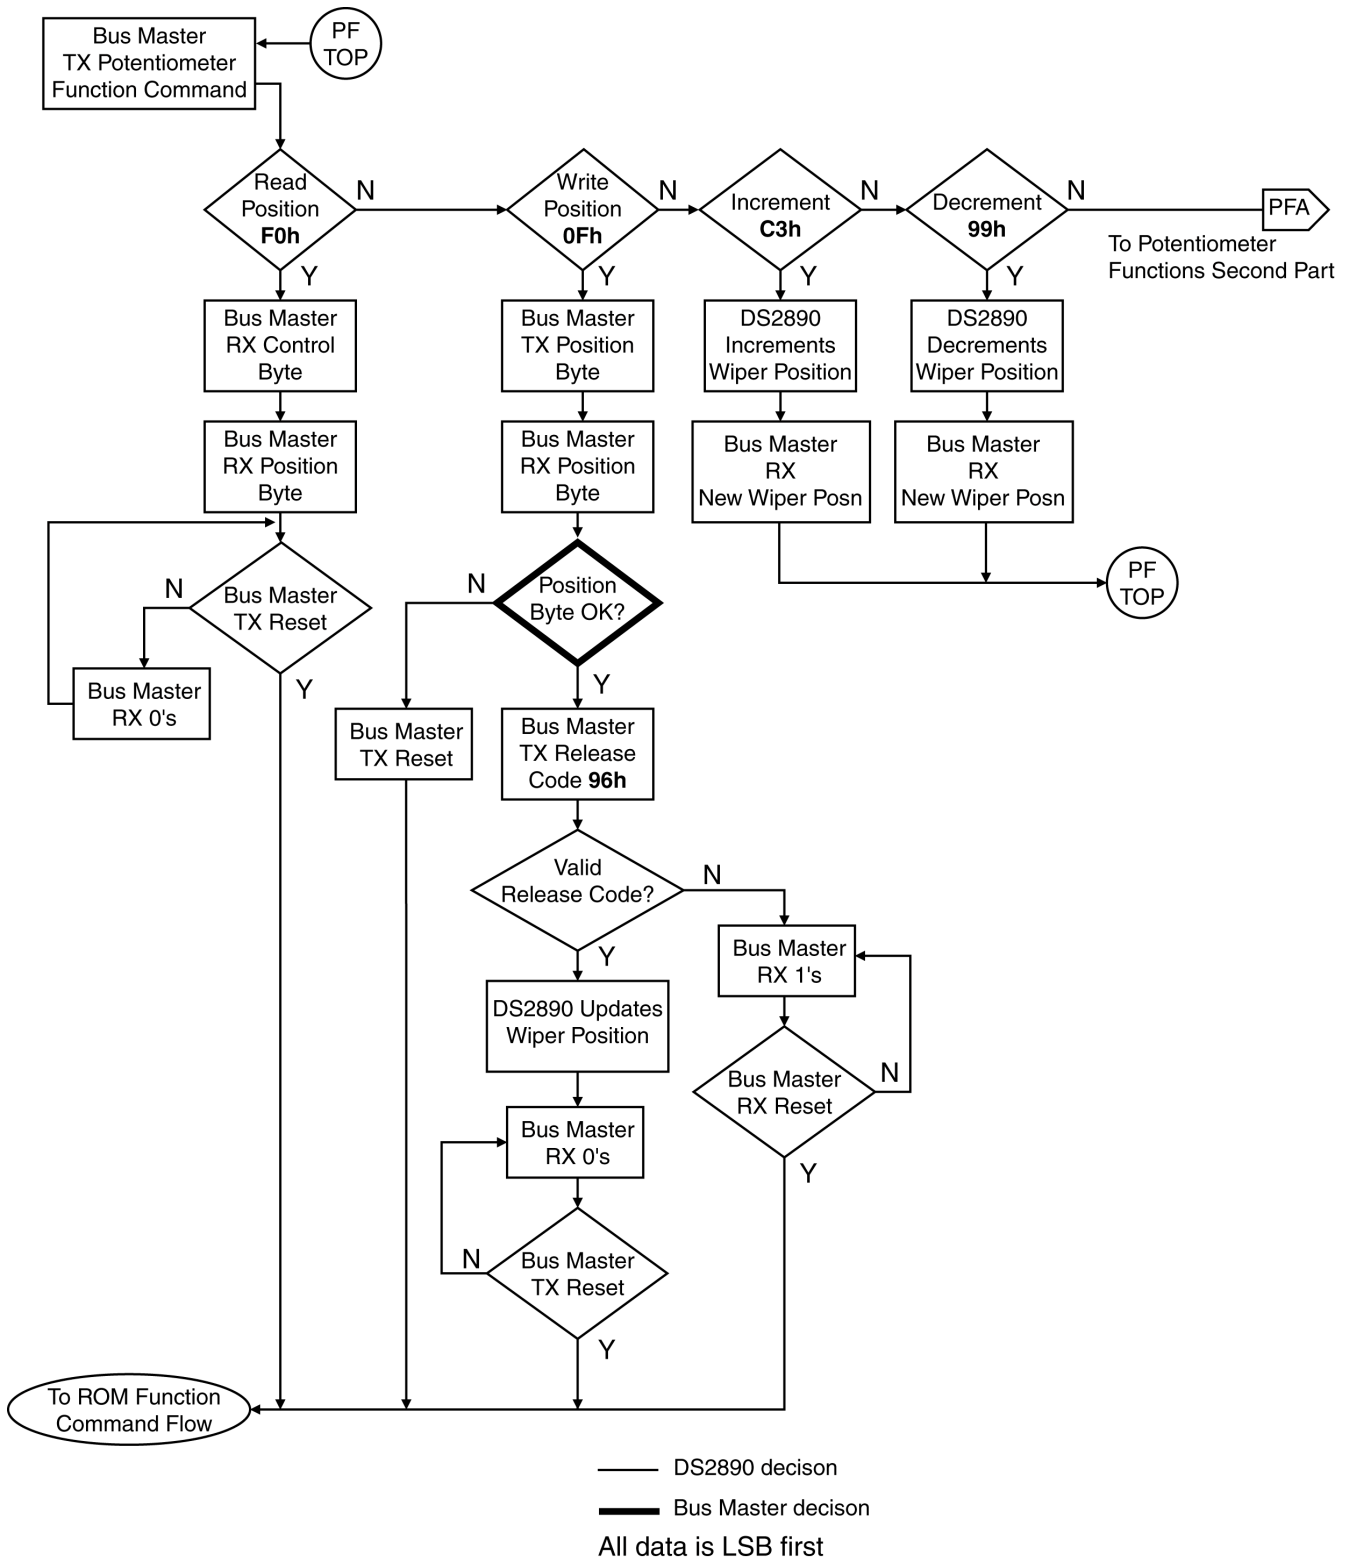 Bus Master
TX Potentiometer
Function Command
PF
TOP
Read
Position
F0h
N
Y
Write
Position
0Fh
N
Y
Increment
C3h
N
Y
Decrement
99h
N
Y
PFA
To Potentiometer
Functions Second Part
Bus Master
RX Control
Byte
Bus Master
TX Position
Byte
DS2890
Increments
Wiper Position
DS2890
Decrements
Wiper Position
Bus Master
RX Position
Byte
Bus Master
RX Position
Byte
Bus Master
RX
New Wiper Posn
Bus Master
RX
New Wiper Posn
PF
TOP
Bus Master
TX Reset
N
Y
Bus Master
RX 0's
Position
Byte OK?
N
Y
Bus Master
TX Reset
Bus Master
TX Release
Code 96h
Valid
Release Code?
N
Y
Bus Master
RX 1's
DS2890 Updates
Wiper Position
Bus Master
RX Reset
N
Y
Bus Master
RX 0's
Bus Master
TX Reset
N
Y
To ROM Function
Command Flow
DS2890 decison
Bus Master decison
All data is LSB first